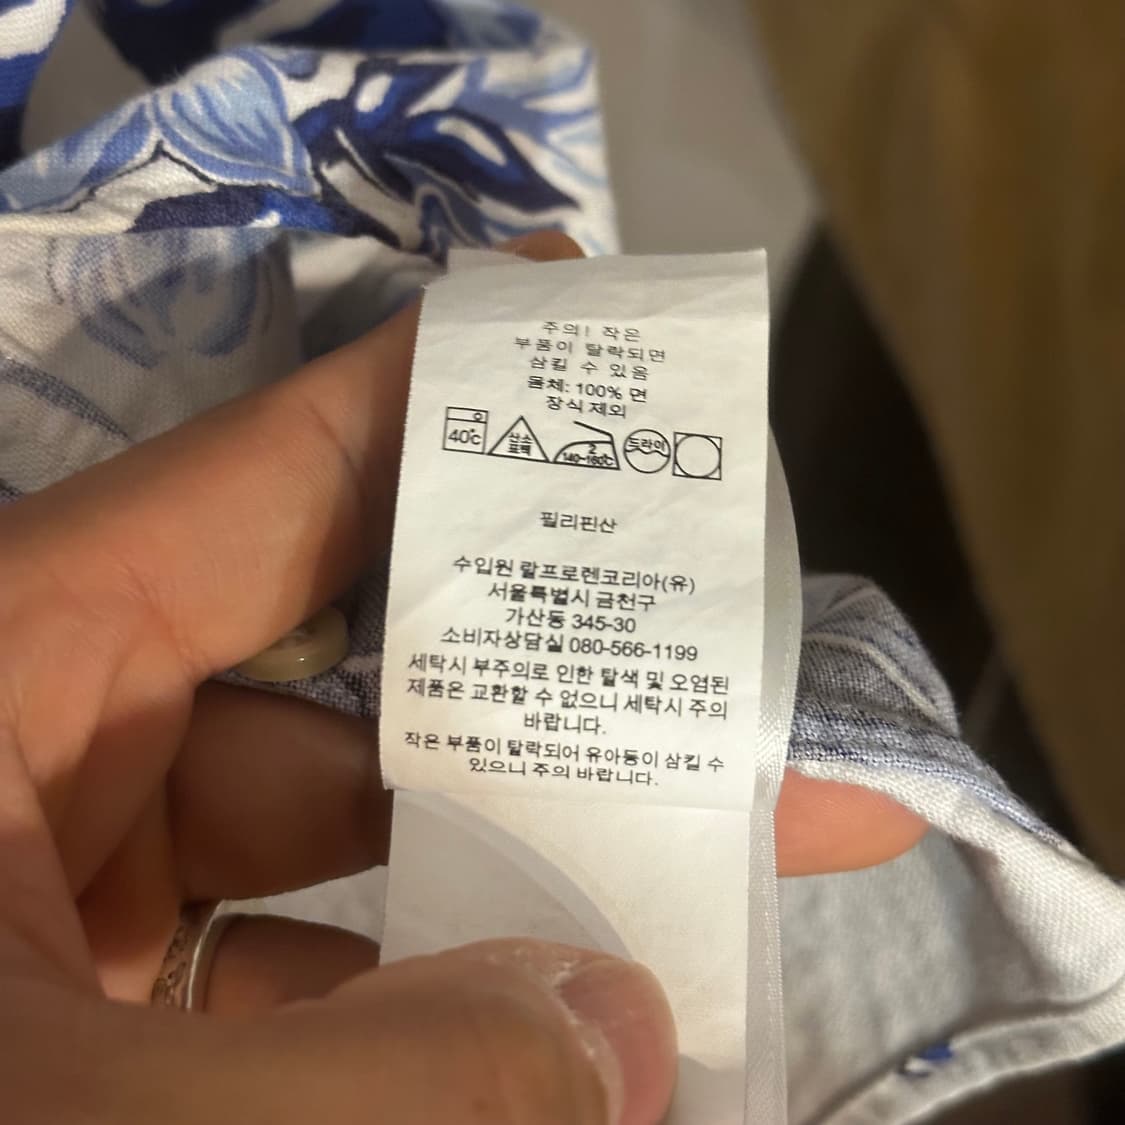 주의! 작은
부품이 탈락되면
삼킬 수 있음
몸체: 100% 면
장식 제외
40℃ 산소 표백 2 140~160℃ 드라이
필리핀산
수입원 랄프로렌코리아(유)
서울특별시 금천구
가산동 345-30
소비자상담실 080-566-1199
세탁시 부주의로 인한 탈색 및 오염된
제품은 교환할 수 없으니 세탁시 주의
바랍니다.
작은 부품이 탈락되어 유아동이 삼킬 수
있으니 주의 바랍니다.